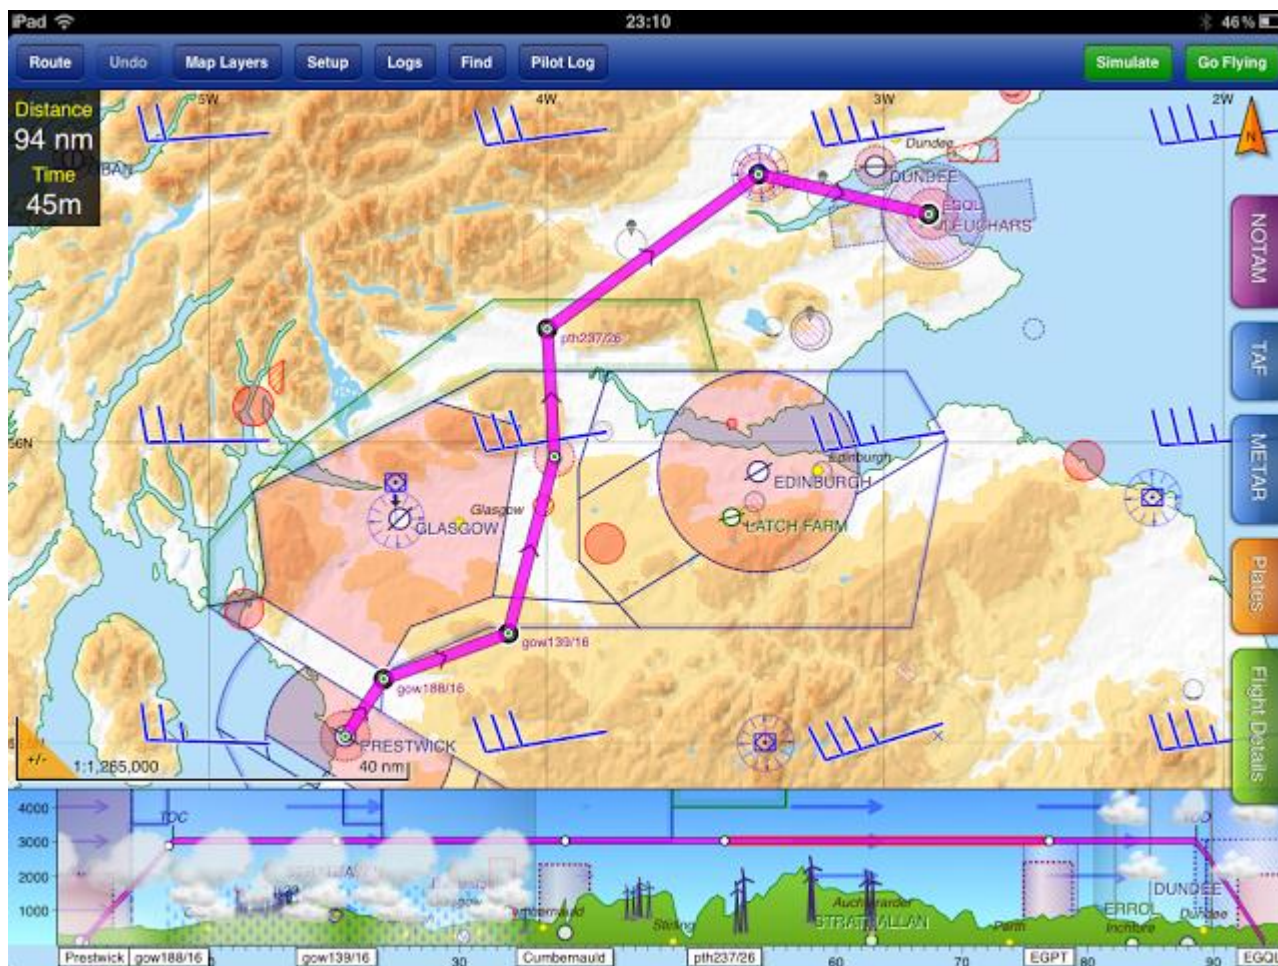 iPad 23:10 46%
Route Undo Map Layers Setup Logs Find Pilot Log Simulate Go Flying
Distance
94 nm
Time
45m
5W 4W 3W 2W
N
Dundee
DUNDEE
EGQL
LEUCHARS
NOTAM
pth237/26
TAF
56N
Edinburgh
EDINBURGH
METAR
Glasgow
GLASGOW
LATCH FARM
Plates
gow139/16
gow188/16
Flight Details
PRESTWICK
+/-
1:1,265,000 40 nm
4000
TOC
3000
2000
1000
DUNDEE
Auchterarder
STRATHALLAN
ERROL
Stirling
Perth
Inchture
Dundee
Prestwick gow188/16 gow139/16 30 Cumbernauld pth237/26 60 70 EGPT 80 90 EGQL